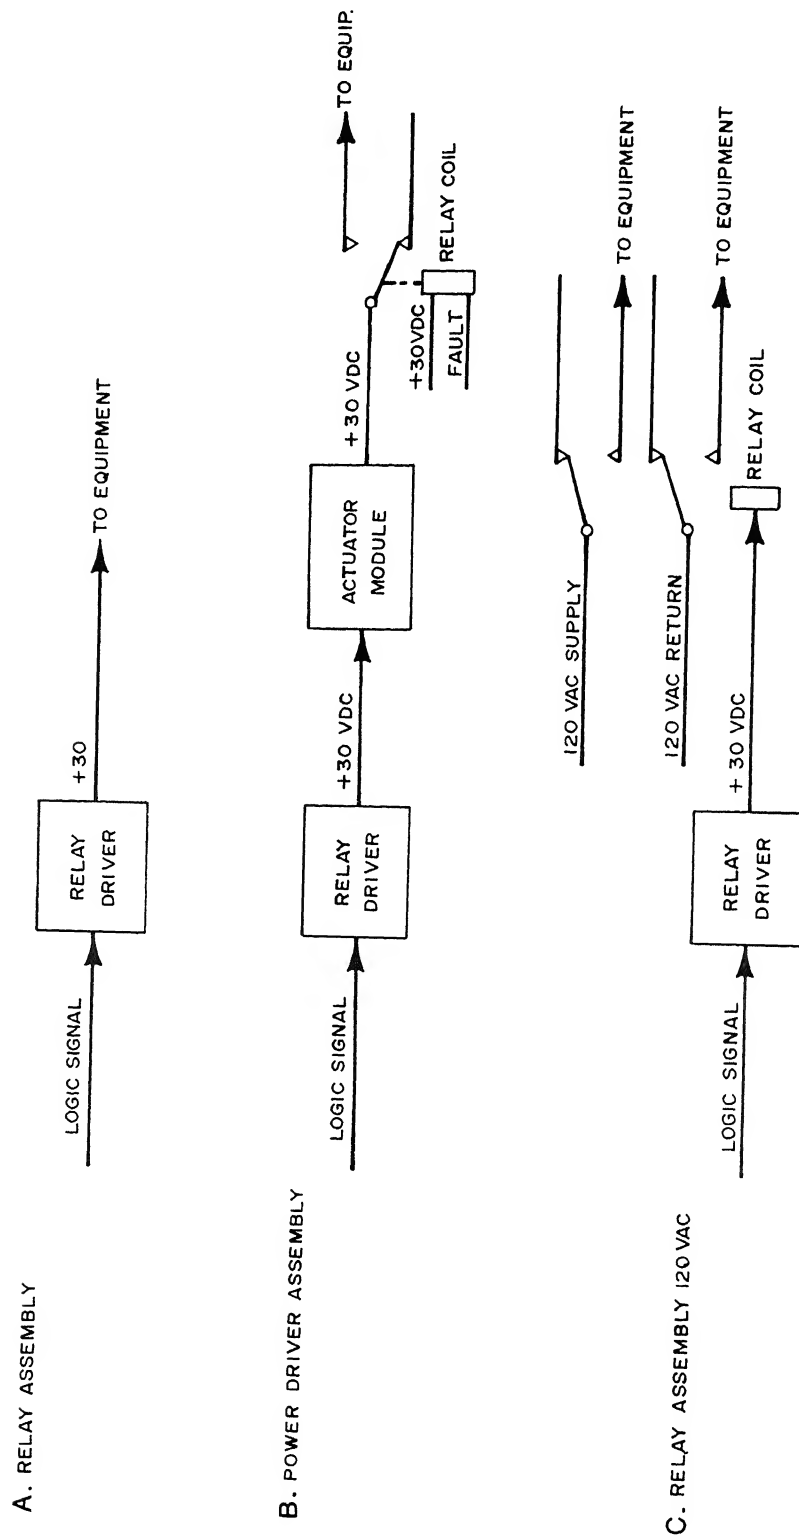 A. RELAY ASSEMBLY
LOGIC SIGNAL
RELAY
DRIVER
+30
TO EQUIPMENT
B. POWER DRIVER ASSEMBLY
LOGIC SIGNAL
RELAY
DRIVER
+30 VDC
ACTUATOR
MODULE
+30 VDC
TO EQUIP.
+30VDC
FAULT
RELAY COIL
C. RELAY ASSEMBLY 120 VAC
LOGIC SIGNAL
RELAY
DRIVER
+ 30 VDC
RELAY COIL
120 VAC SUPPLY
TO EQUIPMENT
120 VAC RETURN
TO EQUIPMENT